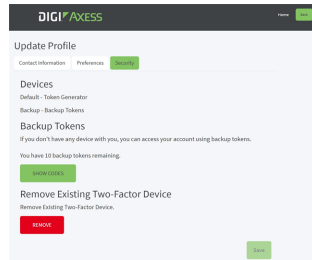 DIGI AXESS
Home
Update Profile
Contact Information Preferences Security
Devices
Default - Token Generator
Backup - Backup Tokens
Backup Tokens
If you don't have any device with you, you can access your account using backup tokens.
You have 10 backup tokens remaining.
SHOW CODES
Remove Existing Two-Factor Device
Remove Existing Two-Factor Device.
REMOVE
Save